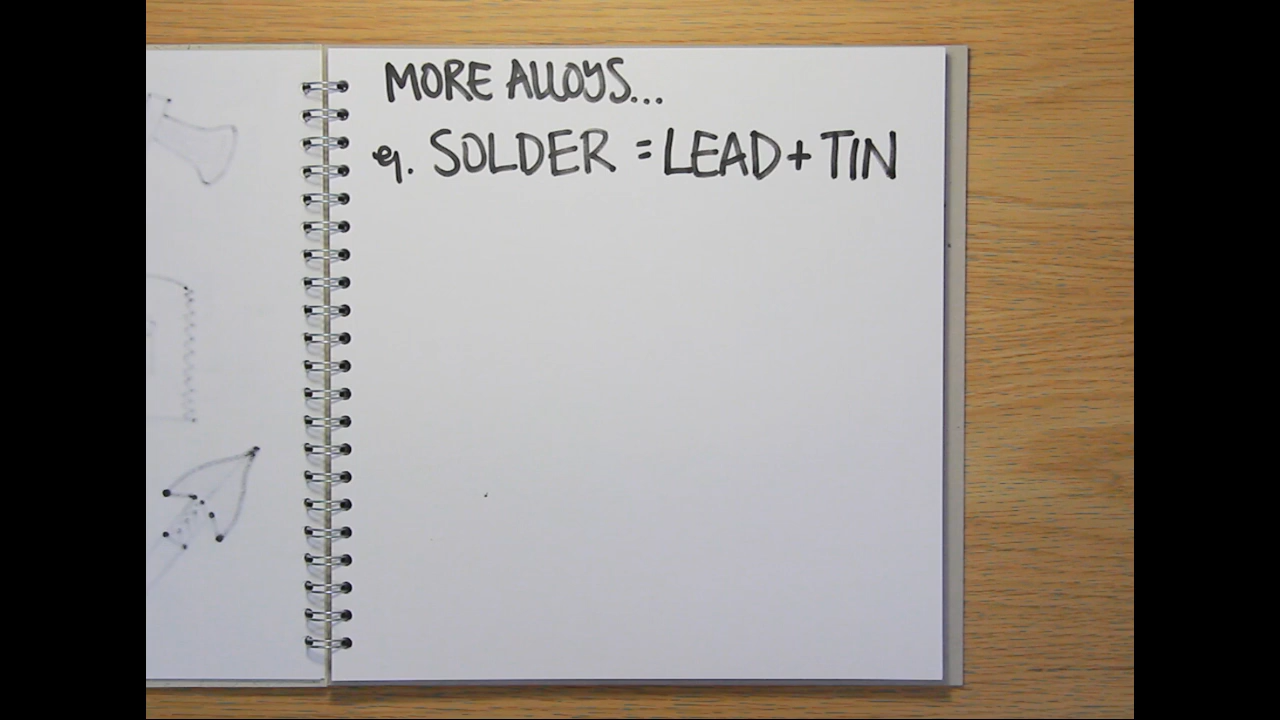 MORE ALLOYS...
eg. SOLDER = LEAD + TIN